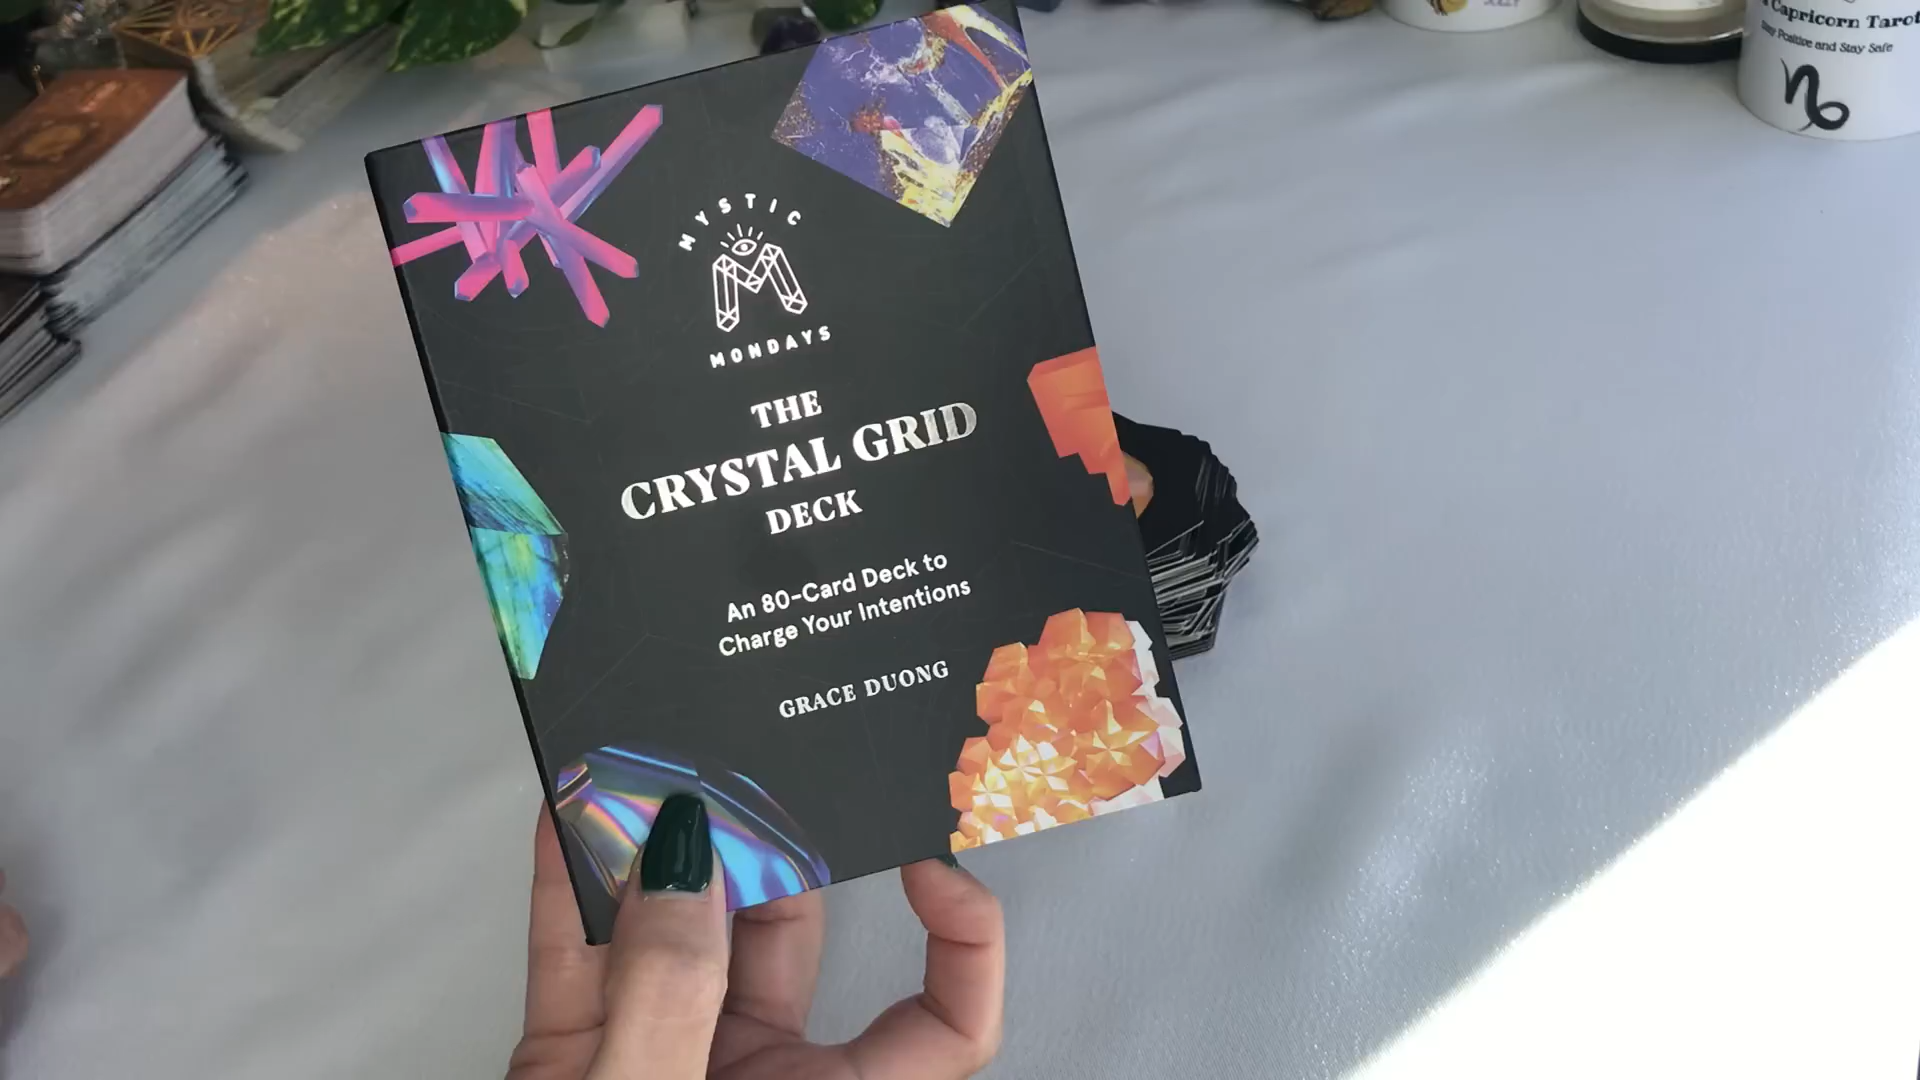 MYSTIC
M
MONDAYS
THE
CRYSTAL GRID
DECK
An 80-Card Deck to
Charge Your Intentions
GRACE DUONG
Capricorn Tarot
Stay Positive and Stay Safe